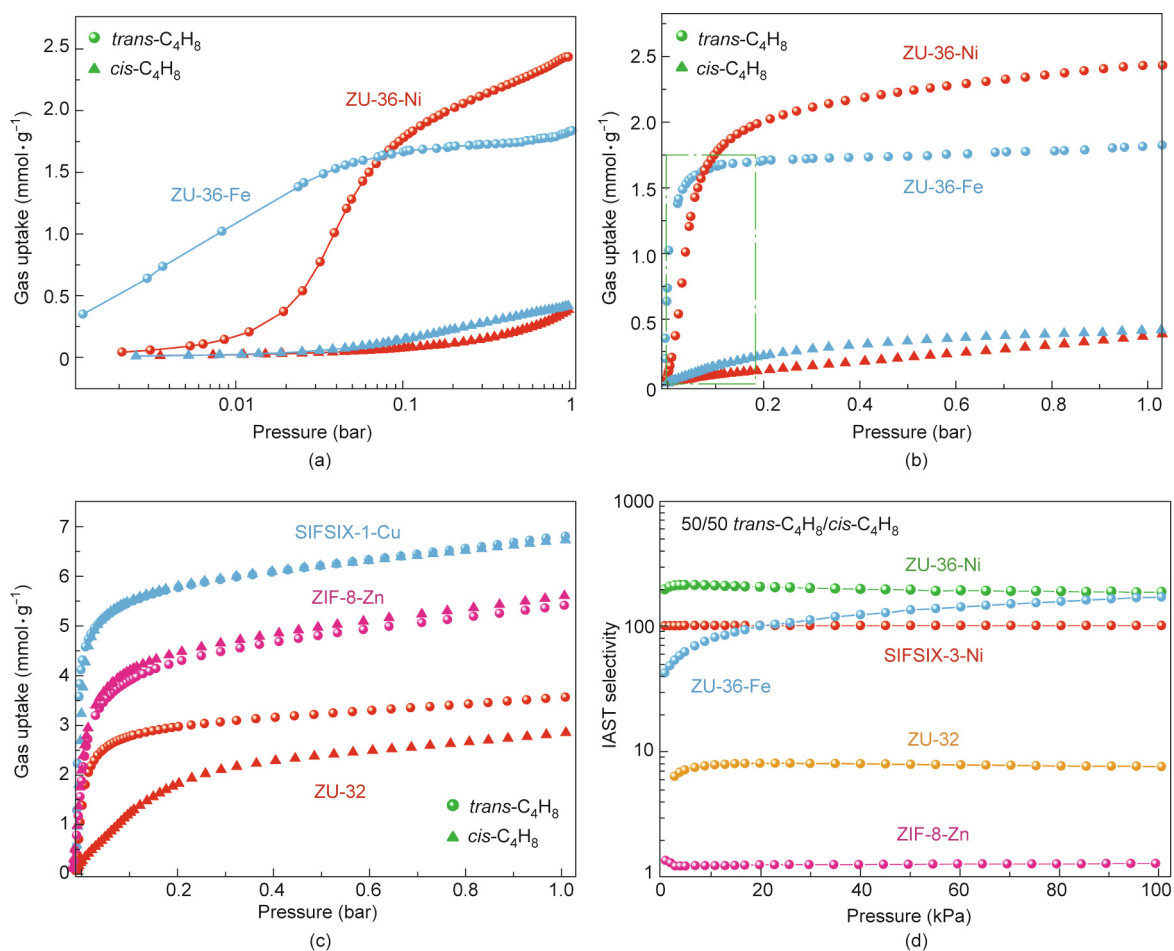 trans-C₄H₈
cis-C₄H₈
ZU-36-Ni
ZU-36-Fe
Gas uptake (mmol·g⁻¹)
2.5
2.0
1.5
1.0
0.5
0
0.01
0.1
1
Pressure (bar)
(a)
trans-C₄H₈
cis-C₄H₈
ZU-36-Ni
ZU-36-Fe
Gas uptake (mmol·g⁻¹)
2.5
2.0
1.5
1.0
0.5
0
0.2
0.4
0.6
0.8
1.0
Pressure (bar)
(b)
SIFSIX-1-Cu
ZIF-8-Zn
ZU-32
trans-C₄H₈
cis-C₄H₈
Gas uptake (mmol·g⁻¹)
7
6
5
4
3
2
1
0
0.2
0.4
0.6
0.8
1.0
Pressure (bar)
(c)
50/50 trans-C₄H₈/cis-C₄H₈
ZU-36-Ni
SIFSIX-3-Ni
ZU-36-Fe
ZU-32
ZIF-8-Zn
IAST selectivity
1000
100
10
1
0
20
40
60
80
100
Pressure (kPa)
(d)